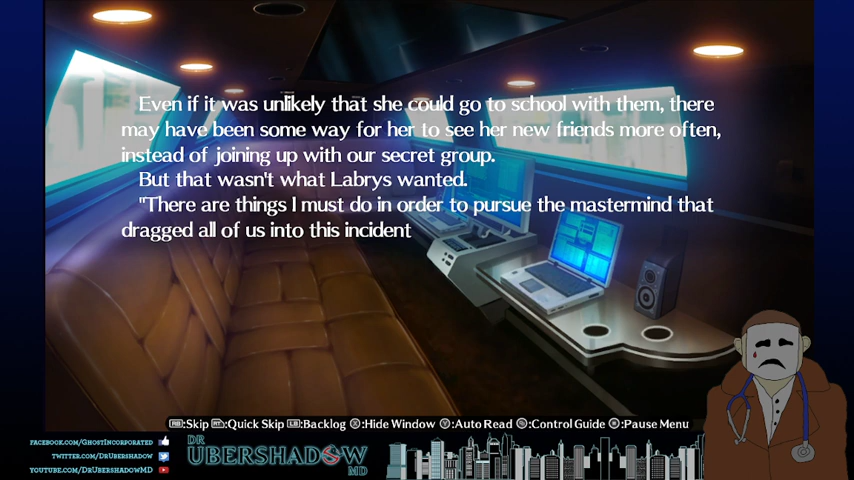 Even if it was unlikely that she could go to school with them, there
may have been some way for her to see her new friends more often,
instead of joining up with our secret group.
But that wasn't what Labrys wanted.
"There are things I must do in order to pursue the mastermind that
dragged all of us into this incident
RB:Skip RT:Quick Skip LB:Backlog X:Hide Window Y:Auto Read :Control Guide :Pause Menu
FACEBOOK.COM/GHOSTINCORPORATED
TWITTER.COM/DRUBERSHADOW
YOUTUBE.COM/DRUBERSHADOWMD
DR
UBERSHADOW
MD